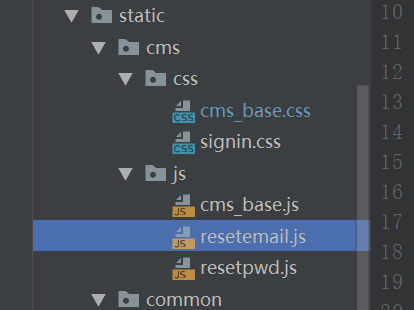 static
cms
css
cms_base.css
signin.css
js
cms_base.js
resetemail.js
resetpwd.js
common
10
11
12
13
14
15
16
17
18
19